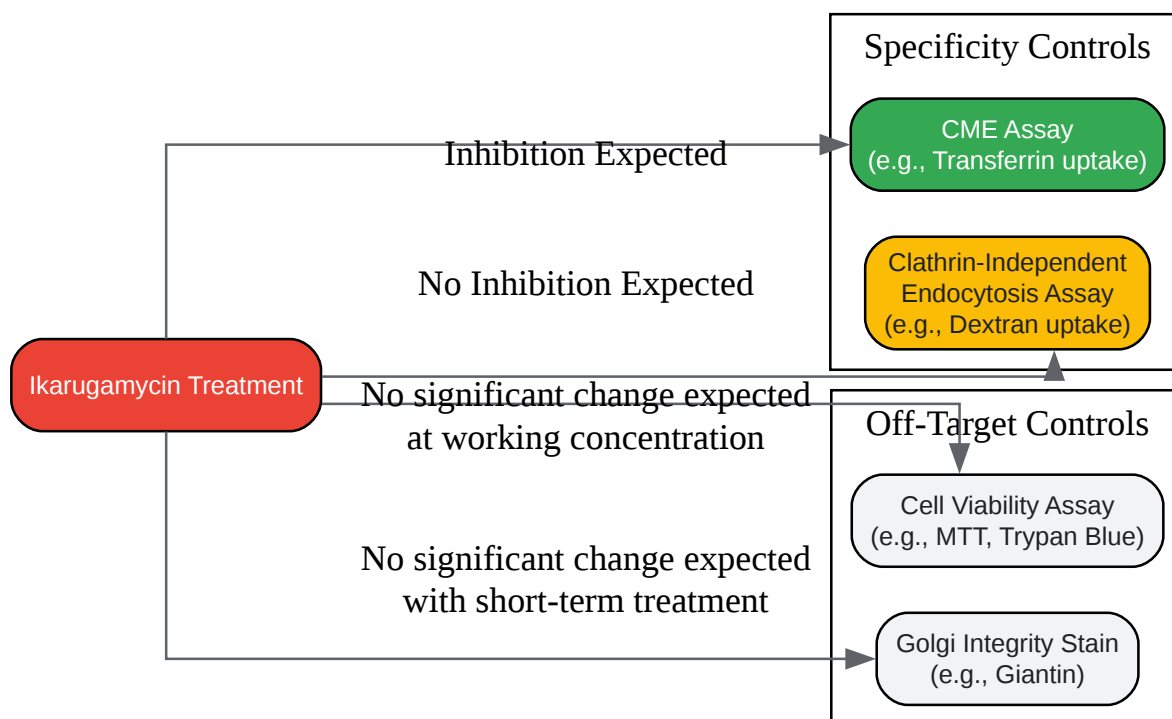 Specificity Controls
CME Assay
(e.g., Transferrin uptake)
Inhibition Expected
Clathrin-Independent
Endocytosis Assay
(e.g., Dextran uptake)
No Inhibition Expected
Ikarugamycin Treatment
No significant change expected
at working concentration
Off-Target Controls
Cell Viability Assay
(e.g., MTT, Trypan Blue)
No significant change expected
with short-term treatment
Golgi Integrity Stain
(e.g., Giantin)